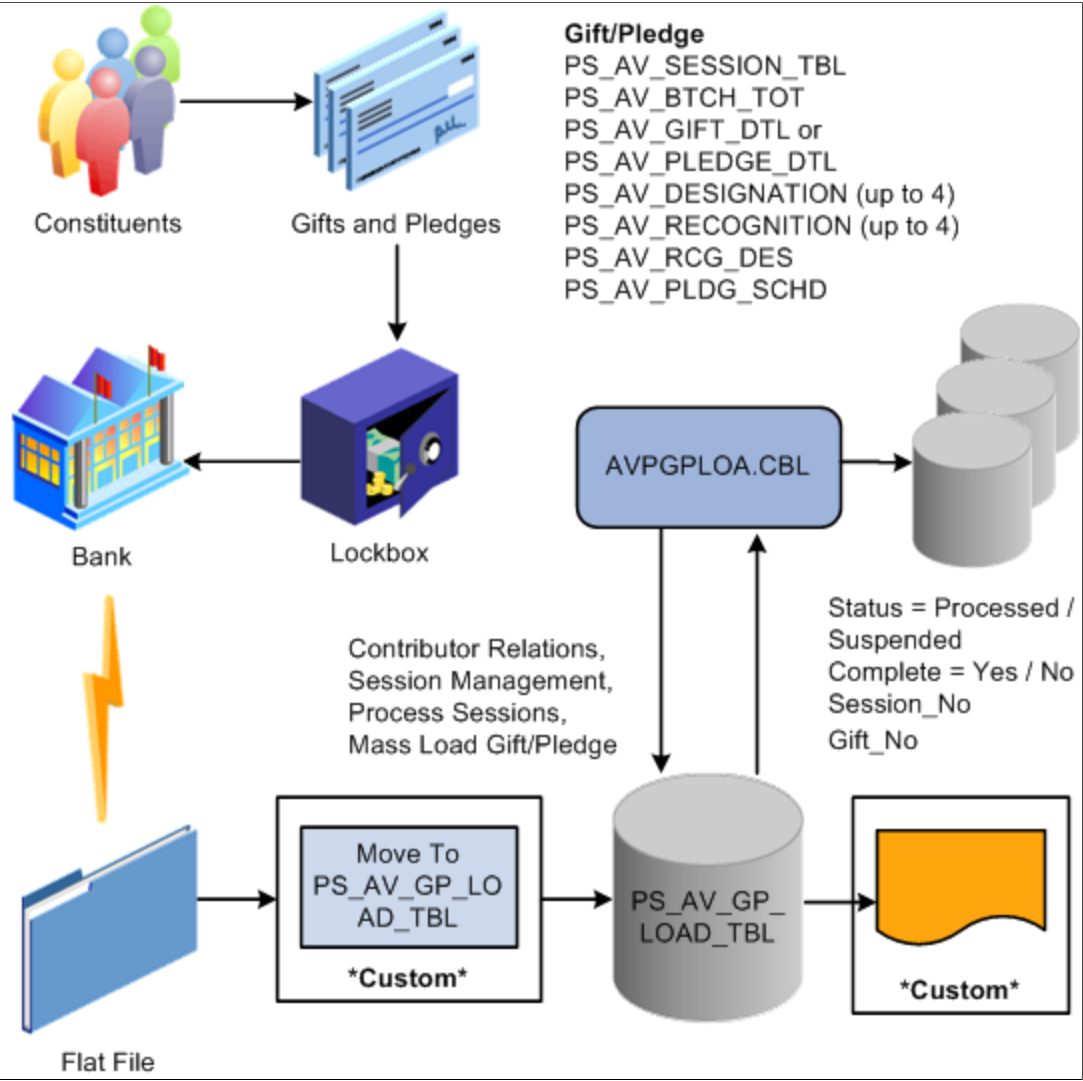 Gift/Pledge
PS_AV_SESSION_TBL
PS_AV_BTCH_TOT
PS_AV_GIFT_DTL or
PS_AV_PLEDGE_DTL
PS_AV_DESIGNATION (up to 4)
PS_AV_RECOGNITION (up to 4)
PS_AV_RCG_DES
PS_AV_PLDG_SCHD
Constituents
Gifts and Pledges
AVPGPLOA.CBL
Bank
Lockbox
Status = Processed /
Suspended
Complete = Yes / No
Session_No
Gift_No
Contributor Relations,
Session Management,
Process Sessions,
Mass Load Gift/Pledge
Move To
PS_AV_GP_LO
AD_TBL
*Custom*
PS_AV_GP_
LOAD_TBL
*Custom*
Flat File